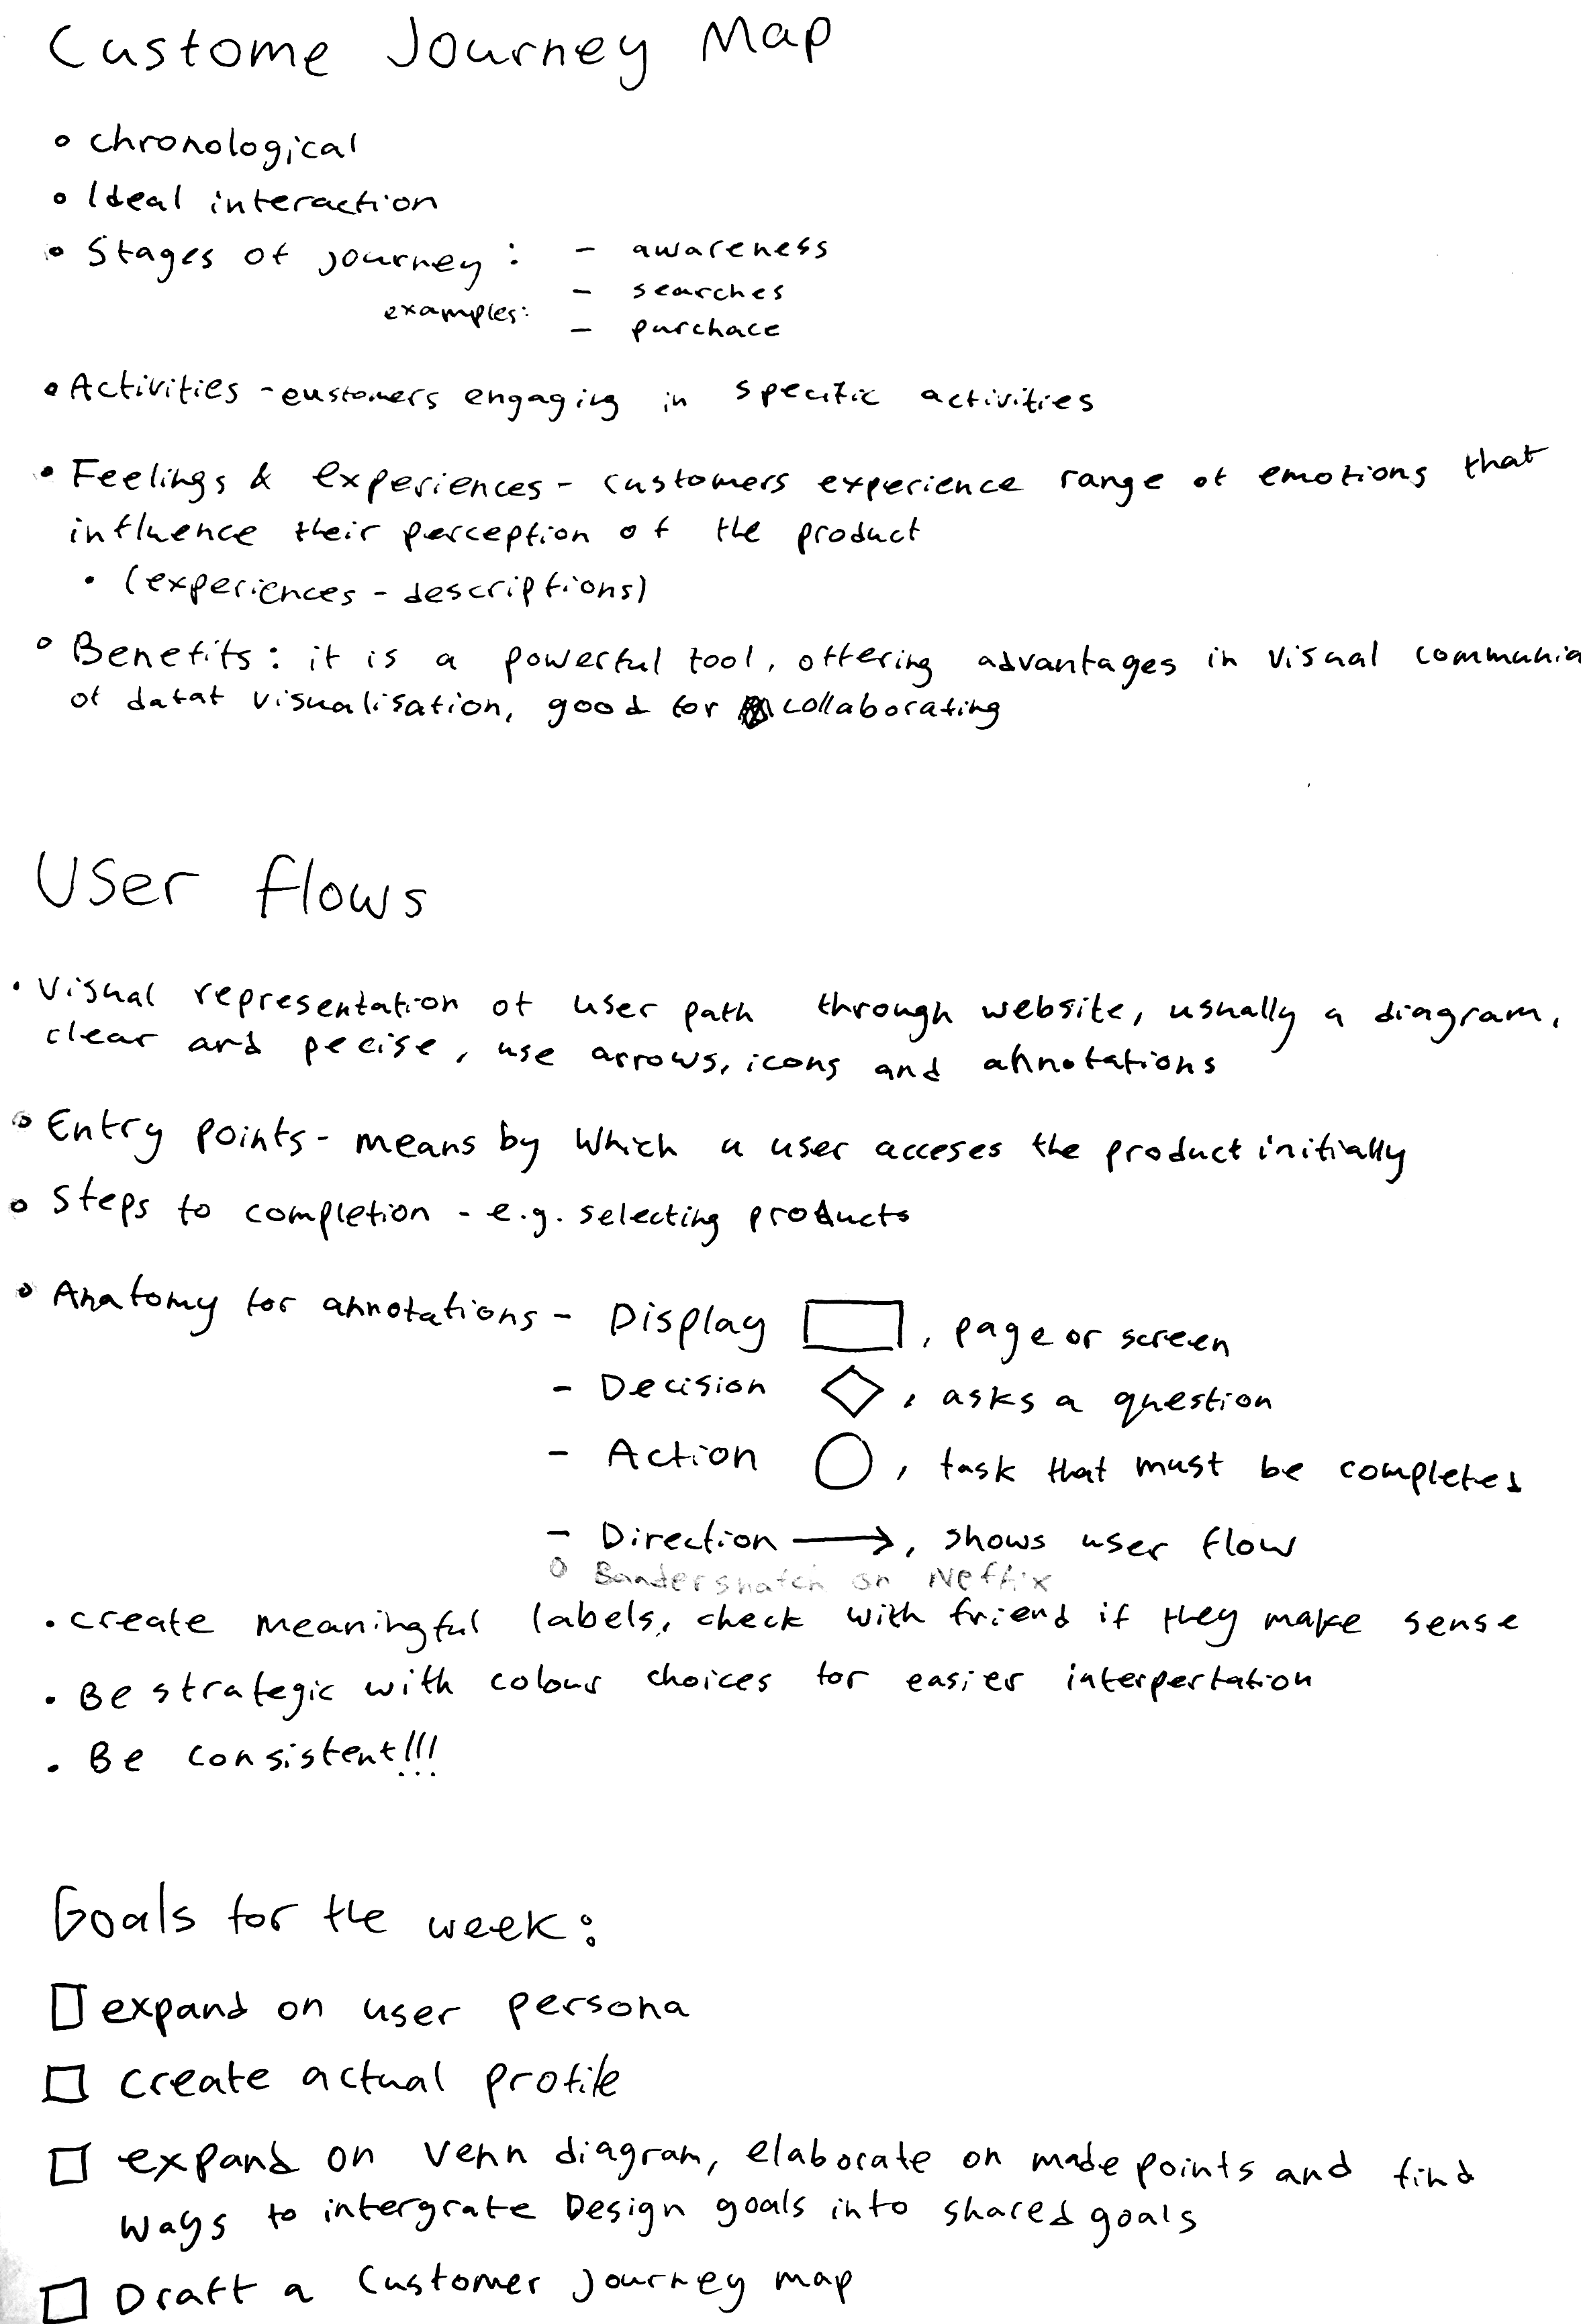 Custome Journey Map
• chronological
• Ideal interaction
• Stages of journey : - awareness
examples: - searches
- purchace
• Activities - customers engaging in specific activities
• Feelings & experiences - customers experience range of emotions that
influence their perception of the product
• (experiences - descriptions)
• Benefits: it is a powerful tool, offering advantages in visual communic
of datat visualisation, good for collaborating
User flows
• Visual representation of user path through website, usually a diagram,
clear and pecise, use arrows, icons and annotations
• Entry points - means by which a user acceses the product initially
• Steps to completion - e.g. selecting products
• Anatomy for annotations - Display , page or screen
- Decision , asks a question
- Action , task that must be completed
- Direction → , shows user flow
• Bandersnatch on Netflix
• create meaningful labels, check with friend if they make sense
• Be strategic with colour choices for easier interpertation
• Be consistent!!!
Goals for the week:
expand on user persona
create actual profile
expand on venn diagram, elaborate on made points and find
ways to intergrate Design goals into shared goals
Draft a Customer journey map